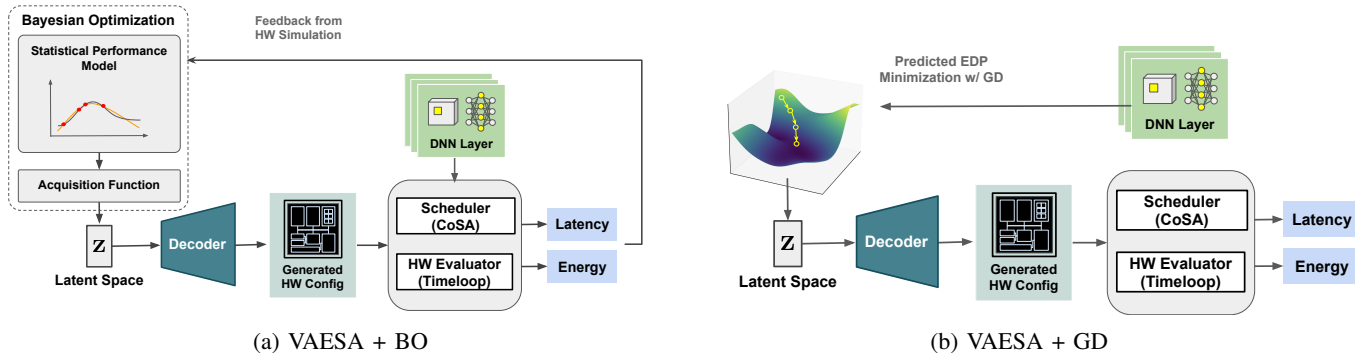 Bayesian Optimization
Statistical Performance
Model
Acquisition Function
Z
Latent Space
Decoder
Generated
HW Config
Feedback from
HW Simulation
DNN Layer
Scheduler
(CoSA)
HW Evaluator
(Timeloop)
Latency
Energy
(a) VAESA + BO
Predicted EDP
Minimization w/ GD
DNN Layer
Z
Latent Space
Decoder
Generated
HW Config
Scheduler
(CoSA)
HW Evaluator
(Timeloop)
Latency
Energy
(b) VAESA + GD